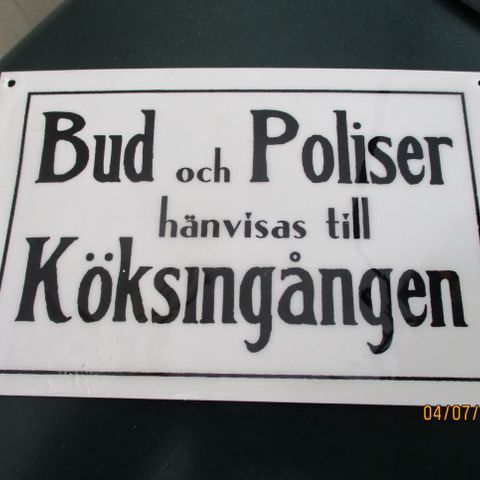 Bud och Poliser
hänvisas till
Köksingången
04/07/